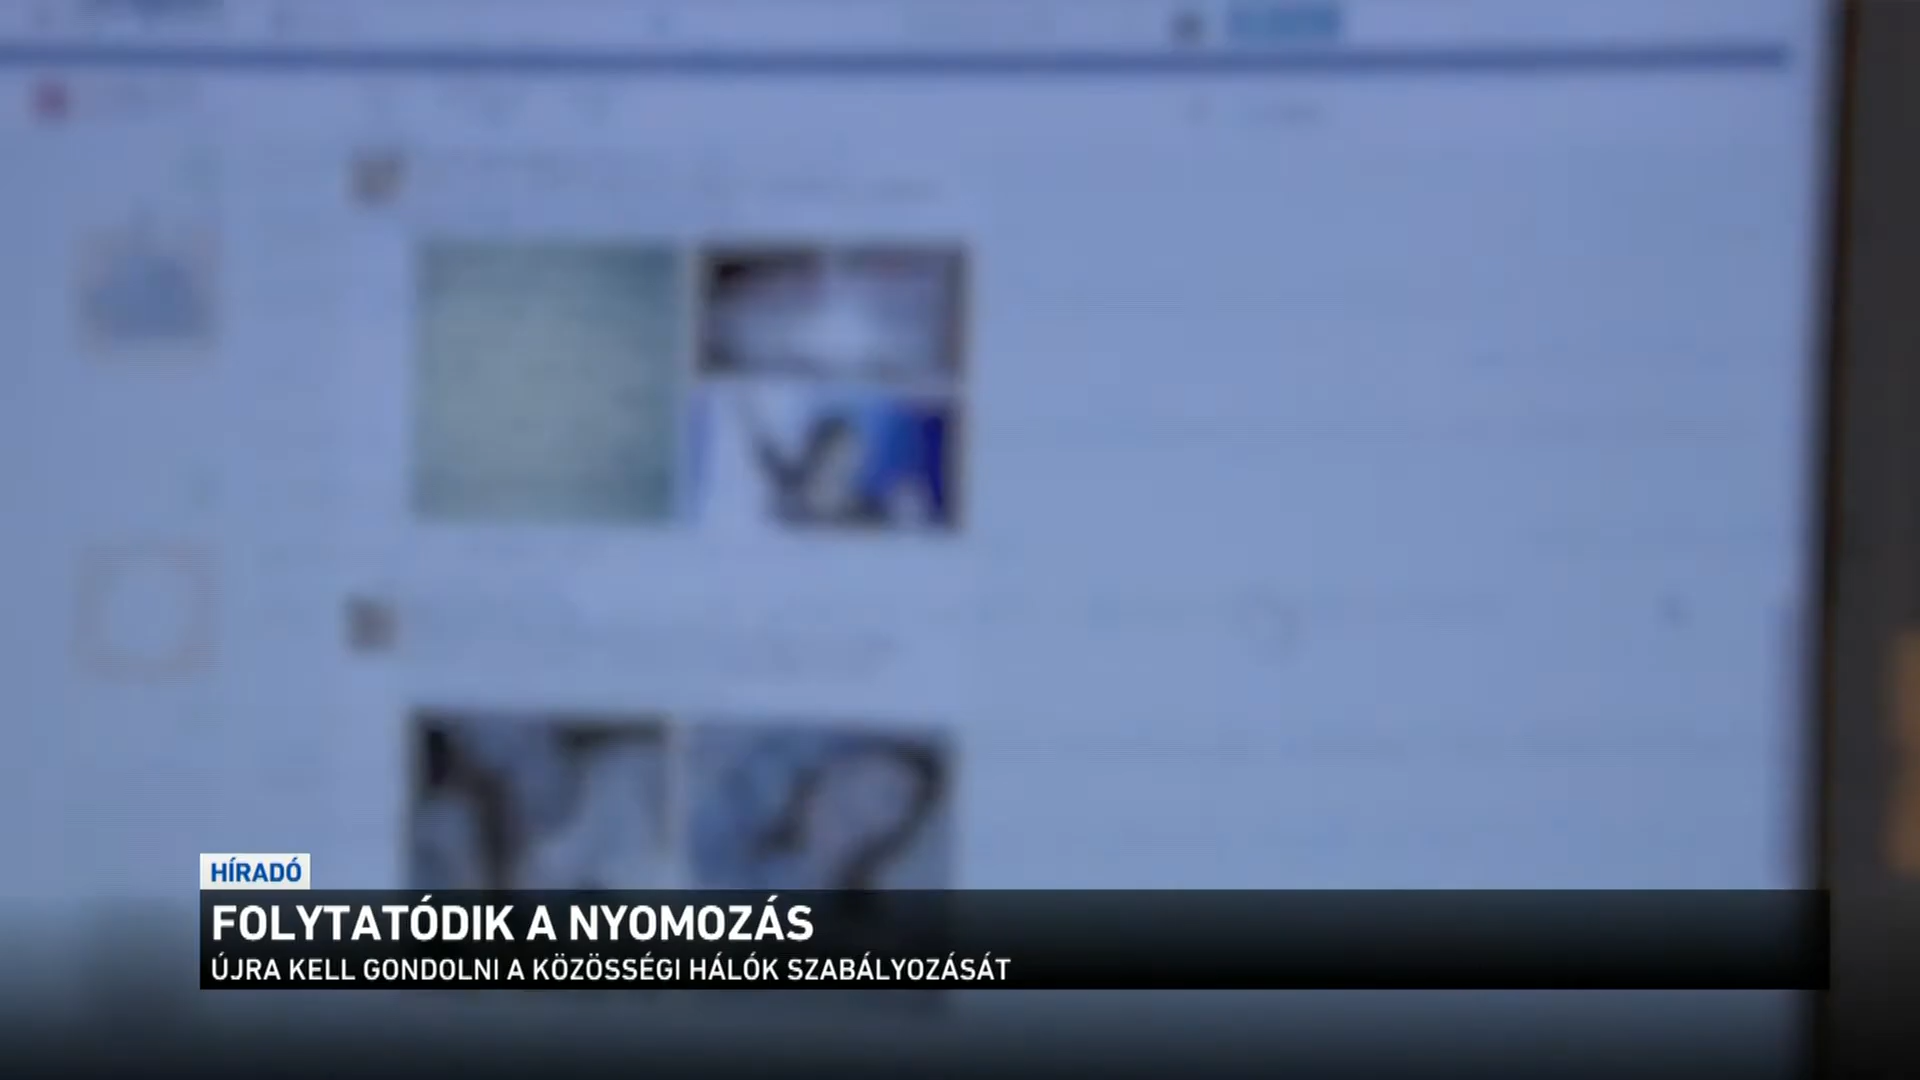 HÍRADÓ
FOLYTATÓDIK A NYOMOZÁS
ÚJRA KELL GONDOLNI A KÖZÖSSÉGI HÁLÓK SZABÁLYOZÁSÁT